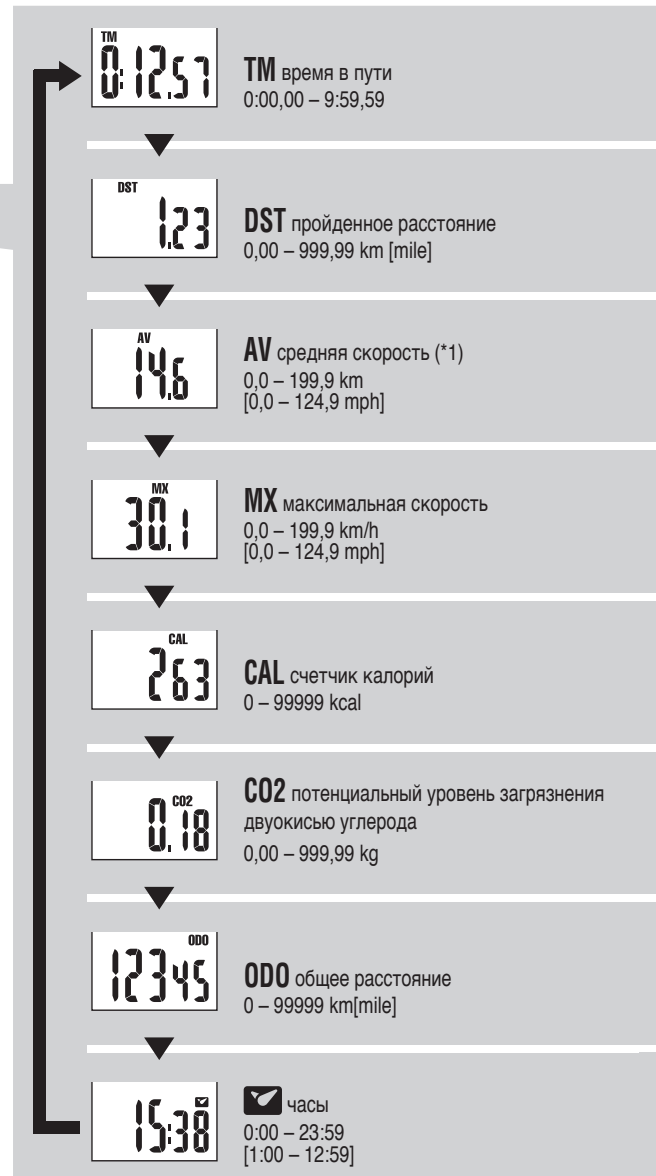 TM
0:12.57
TM время в пути
0:00,00 – 9:59,59
DST
1.23
DST пройденное расстояние
0,00 – 999,99 km [mile]
AV
14.6
AV средняя скорость (*1)
0,0 – 199,9 km
[0,0 – 124,9 mph]
MX
30.1
MX максимальная скорость
0,0 – 199,9 km/h
[0,0 – 124,9 mph]
CAL
263
CAL счетчик калорий
0 – 99999 kcal
CO2
0.18
CO2 потенциальный уровень загрязнения
двуокисью углерода
0,00 – 999,99 kg
ODO
12345
ODO общее расстояние
0 – 99999 km[mile]
15:38
часы
0:00 – 23:59
[1:00 – 12:59]